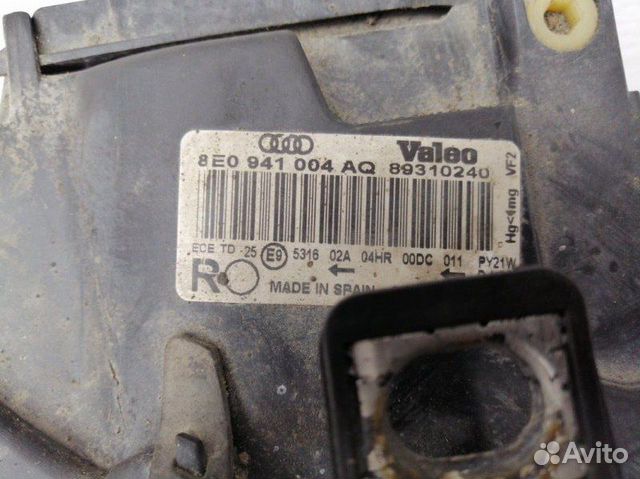 Valeo
8E0 941 004 AQ 89310240
ECE TD - 25 E9 5316 02A 04HR 00DC 011 PY21W
R
MADE IN SPAIN
Hg<1mg VF2
Avito